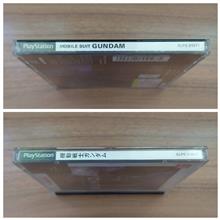 PlayStation MOBILE SUIT GUNDAM
PlayStation 機動戦士ガンダム